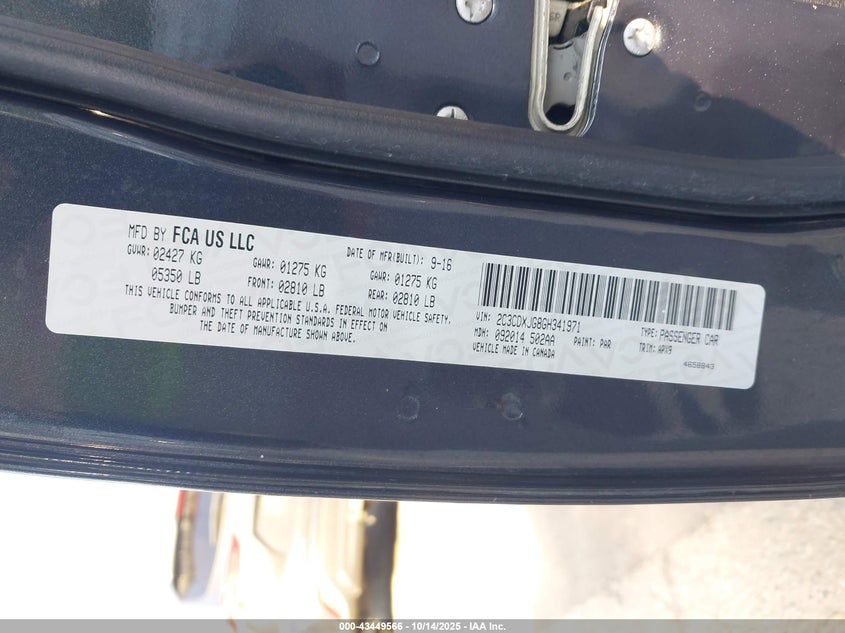 MFD BY FCA US LLC
DATE OF MFR(BUILT): 9-16
GVWR: 02427 KG
GAWR: 01275 KG
GAWR: 01275 KG
05350 LB
FRONT: 02810 LB
REAR: 02810 LB
THIS VEHICLE CONFORMS TO ALL APPLICABLE U.S.A. FEDERAL MOTOR VEHICLE SAFETY,
BUMPER AND THEFT PREVENTION STANDARDS IN EFFECT ON
THE DATE OF MANUFACTURE SHOWN ABOVE.
VIN: 2C3CDXJG8GH341971
TYPE: PASSENGER CAR
MDH: 092014 502AA
PAINT: PAR
TRIM: APX9
VEHICLE MADE IN CANADA
4658843
000-43449566 - 10/14/2025 - IAA Inc.